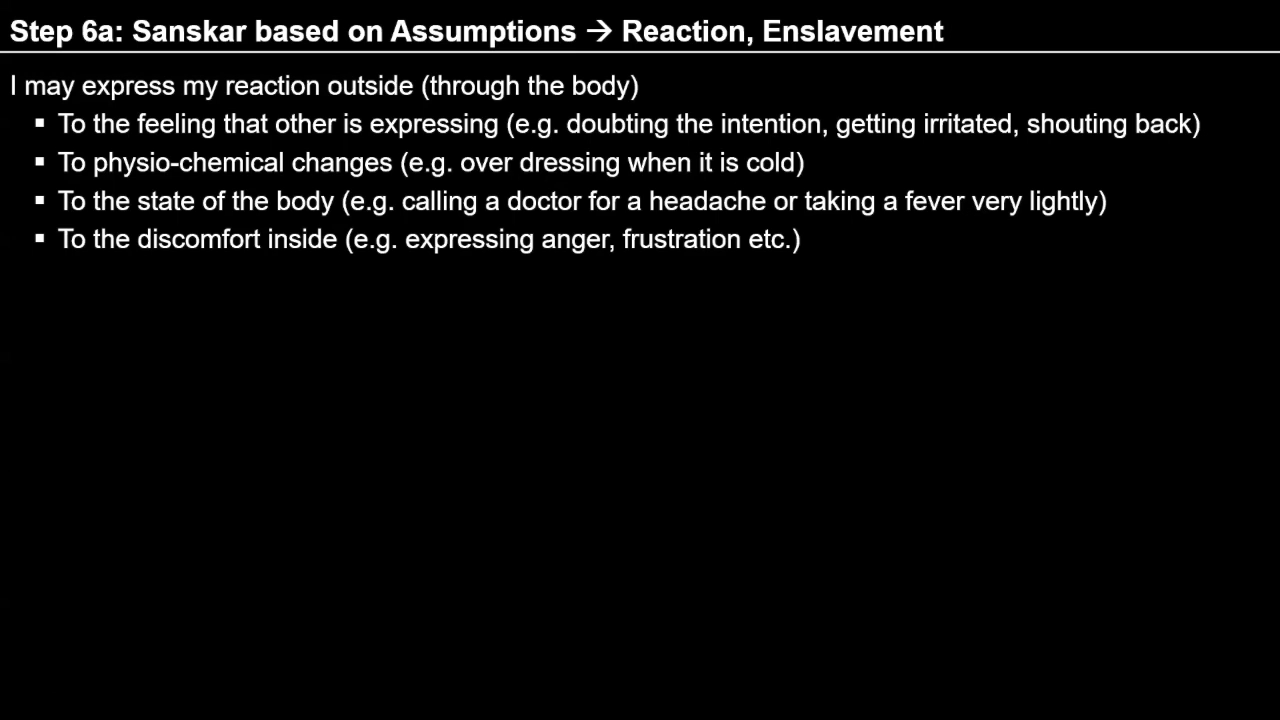 Step 6a: Sanskar based on Assumptions → Reaction, Enslavement
I may express my reaction outside (through the body)
▪ To the feeling that other is expressing (e.g. doubting the intention, getting irritated, shouting back)
▪ To physio-chemical changes (e.g. over dressing when it is cold)
▪ To the state of the body (e.g. calling a doctor for a headache or taking a fever very lightly)
▪ To the discomfort inside (e.g. expressing anger, frustration etc.)